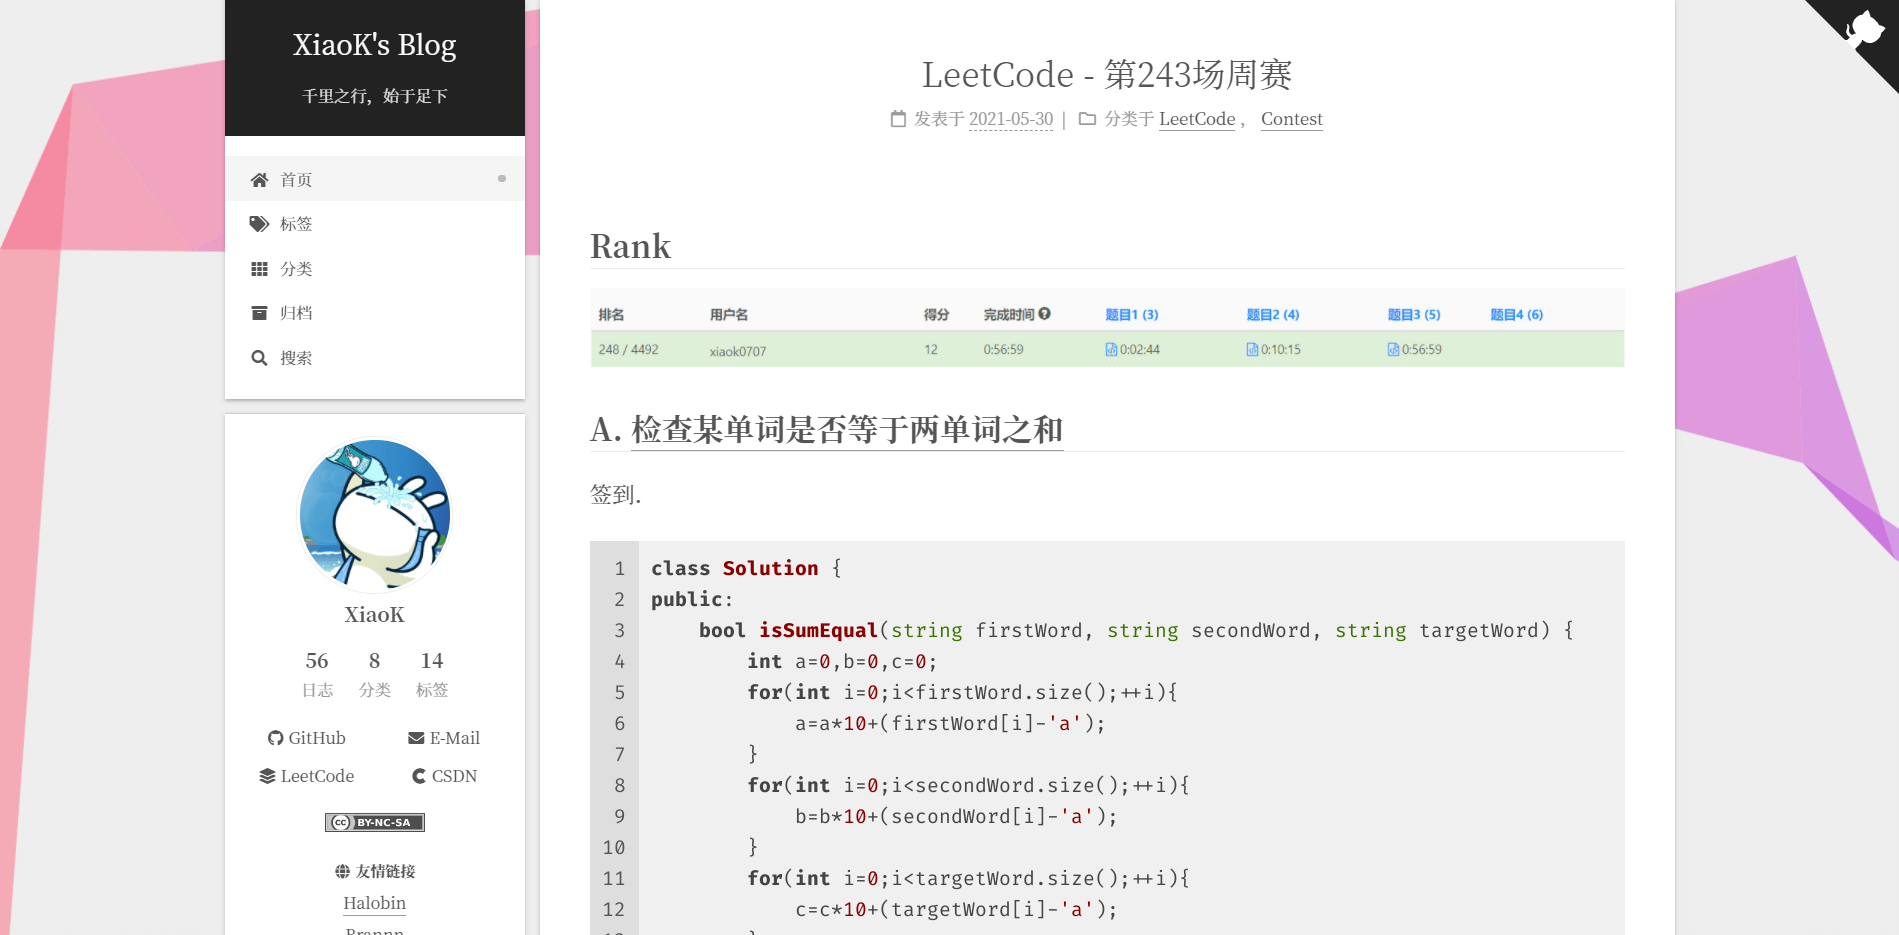 XiaoK's Blog
千里之行，始于足下
首页
标签
分类
归档
搜索
XiaoK
56 8 14
日志 分类 标签
GitHub E-Mail
LeetCode CSDN
cc BY-NC-SA
友情链接
Halobin
Brannn
LeetCode - 第243场周赛
发表于 2021-05-30 | 分类于 LeetCode ， Contest
Rank
排名 用户名 得分 完成时间 题目1 (3) 题目2 (4) 题目3 (5) 题目4 (6)
248 / 4492 xiaok0707 12 0:56:59 0:02:44 0:10:15 0:56:59
A. 检查某单词是否等于两单词之和
签到.
1 class Solution {
2 public:
3 bool isSumEqual(string firstWord, string secondWord, string targetWord) {
4 int a=0,b=0,c=0;
5 for(int i=0;i<firstWord.size();++i){
6 a=a*10+(firstWord[i]-'a');
7 }
8 for(int i=0;i<secondWord.size();++i){
9 b=b*10+(secondWord[i]-'a');
10 }
11 for(int i=0;i<targetWord.size();++i){
12 c=c*10+(targetWord[i]-'a');